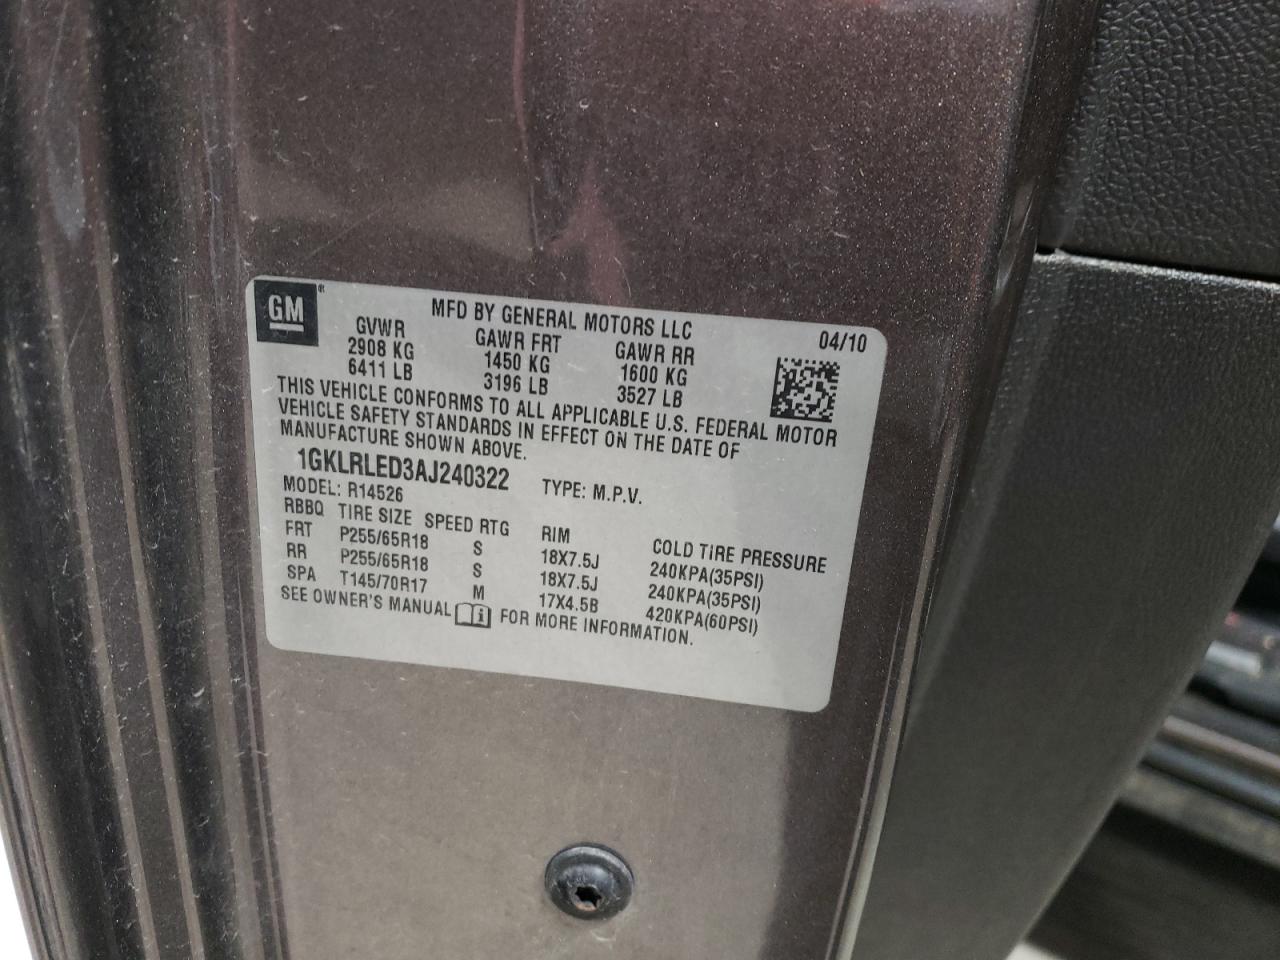 GM
MFD BY GENERAL MOTORS LLC 04/10
GVWR GAWR FRT GAWR RR
2908 KG 1450 KG 1600 KG
6411 LB 3196 LB 3527 LB
THIS VEHICLE CONFORMS TO ALL APPLICABLE U.S. FEDERAL MOTOR
VEHICLE SAFETY STANDARDS IN EFFECT ON THE DATE OF
MANUFACTURE SHOWN ABOVE.
1GKLRLED3AJ240322 TYPE: M.P.V.
MODEL: R14526
RBBQ TIRE SIZE SPEED RTG RIM COLD TIRE PRESSURE
FRT P255/65R18 S 18X7.5J 240KPA(35PSI)
RR P255/65R18 S 18X7.5J 240KPA(35PSI)
SPA T145/70R17 M 17X4.5B 420KPA(60PSI)
SEE OWNER'S MANUAL FOR MORE INFORMATION.